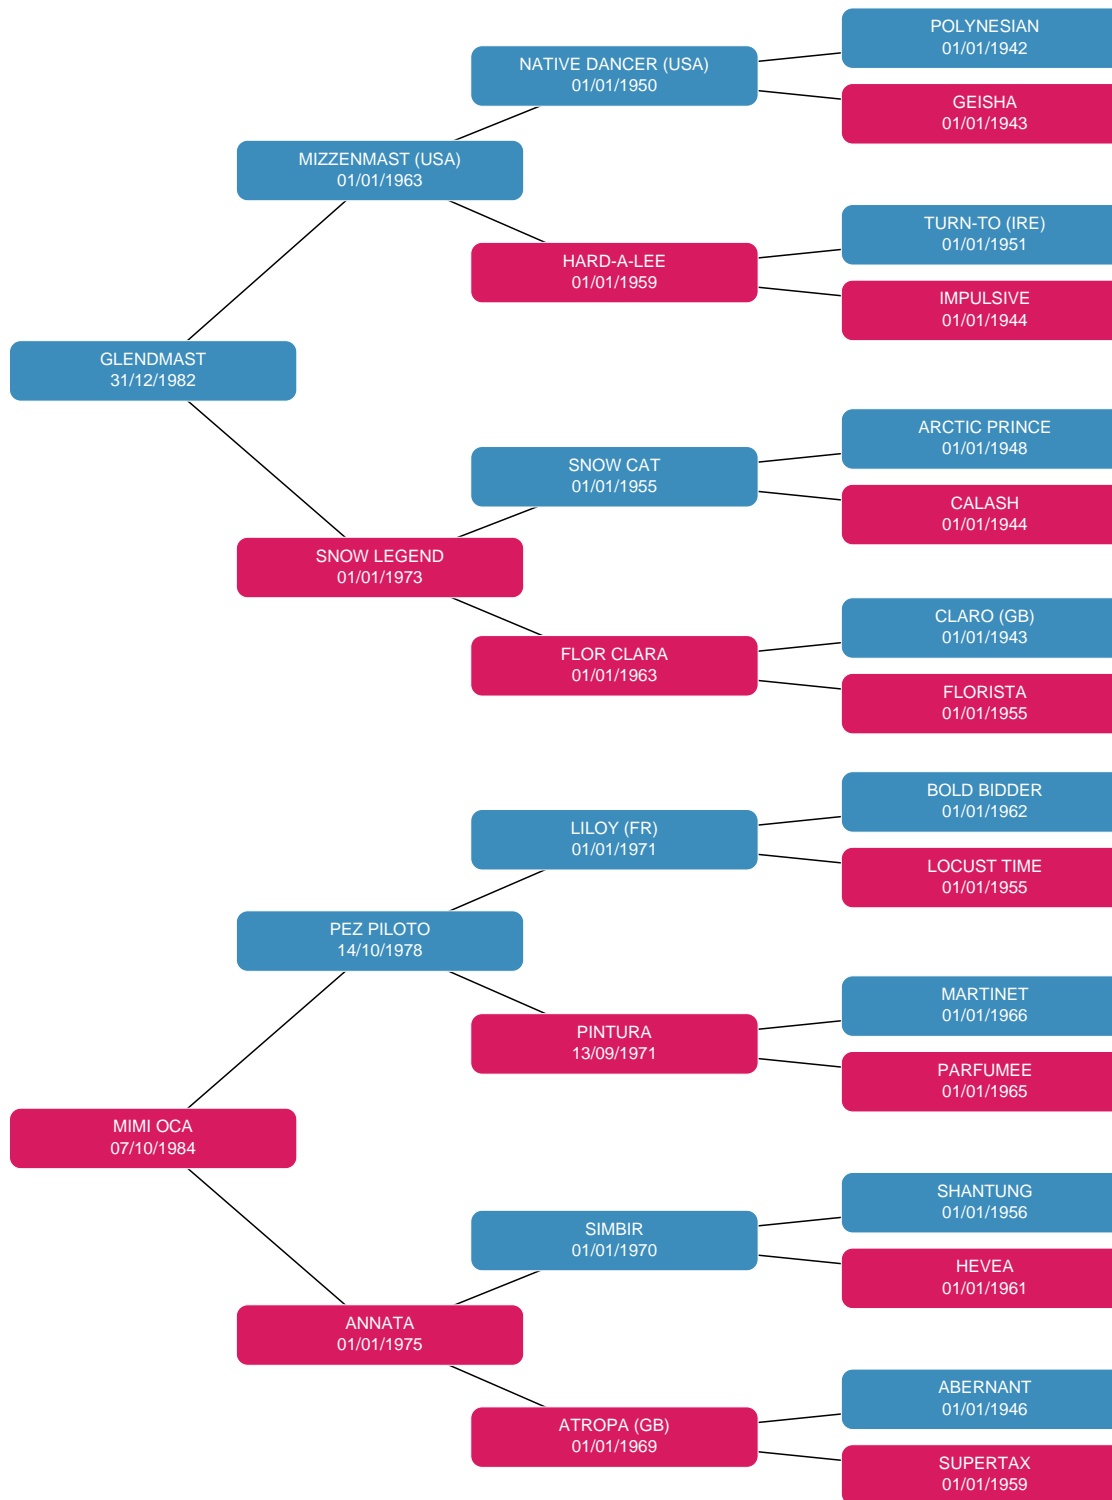 POLYNESIAN
01/01/1942
NATIVE DANCER (USA)
01/01/1950
GEISHA
01/01/1943
MIZZENMAST (USA)
01/01/1963
TURN-TO (IRE)
01/01/1951
HARD-A-LEE
01/01/1959
IMPULSIVE
01/01/1944
GLENDMAST
31/12/1982
ARCTIC PRINCE
01/01/1948
SNOW CAT
01/01/1955
CALASH
01/01/1944
SNOW LEGEND
01/01/1973
CLARO (GB)
01/01/1943
FLOR CLARA
01/01/1963
FLORISTA
01/01/1955
BOLD BIDDER
01/01/1962
LILOY (FR)
01/01/1971
LOCUST TIME
01/01/1955
PEZ PILOTO
14/10/1978
MARTINET
01/01/1966
PINTURA
13/09/1971
PARFUMEE
01/01/1965
MIMI OCA
07/10/1984
SHANTUNG
01/01/1956
SIMBIR
01/01/1970
HEVEA
01/01/1961
ANNATA
01/01/1975
ABERNANT
01/01/1946
ATROPA (GB)
01/01/1969
SUPERTAX
01/01/1959